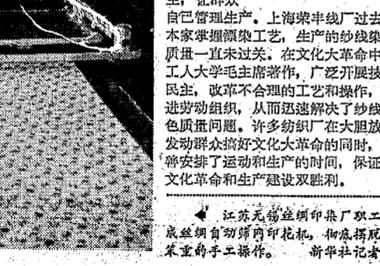 主，让群众
自己管理生产。上海荣丰线厂过去
本家掌握漂染工艺，生产的纱线染
质量一直未过关。在文化大革命中
工人大学毛主席著作，广泛开展技
民主，改革不合理的工艺和操作，
进劳动组织，从而迅速解决了纱线
色质量问题。许多纺织厂在大胆放
发动群众搞好文化大革命的同时，
安排了运动和生产的时间，保证
文化革命和生产建设双胜利。
江苏无锡丝绸印染厂职工
成丝绸自动筛网印花机，彻底摆脱
笨重的手工操作。 新华社记者